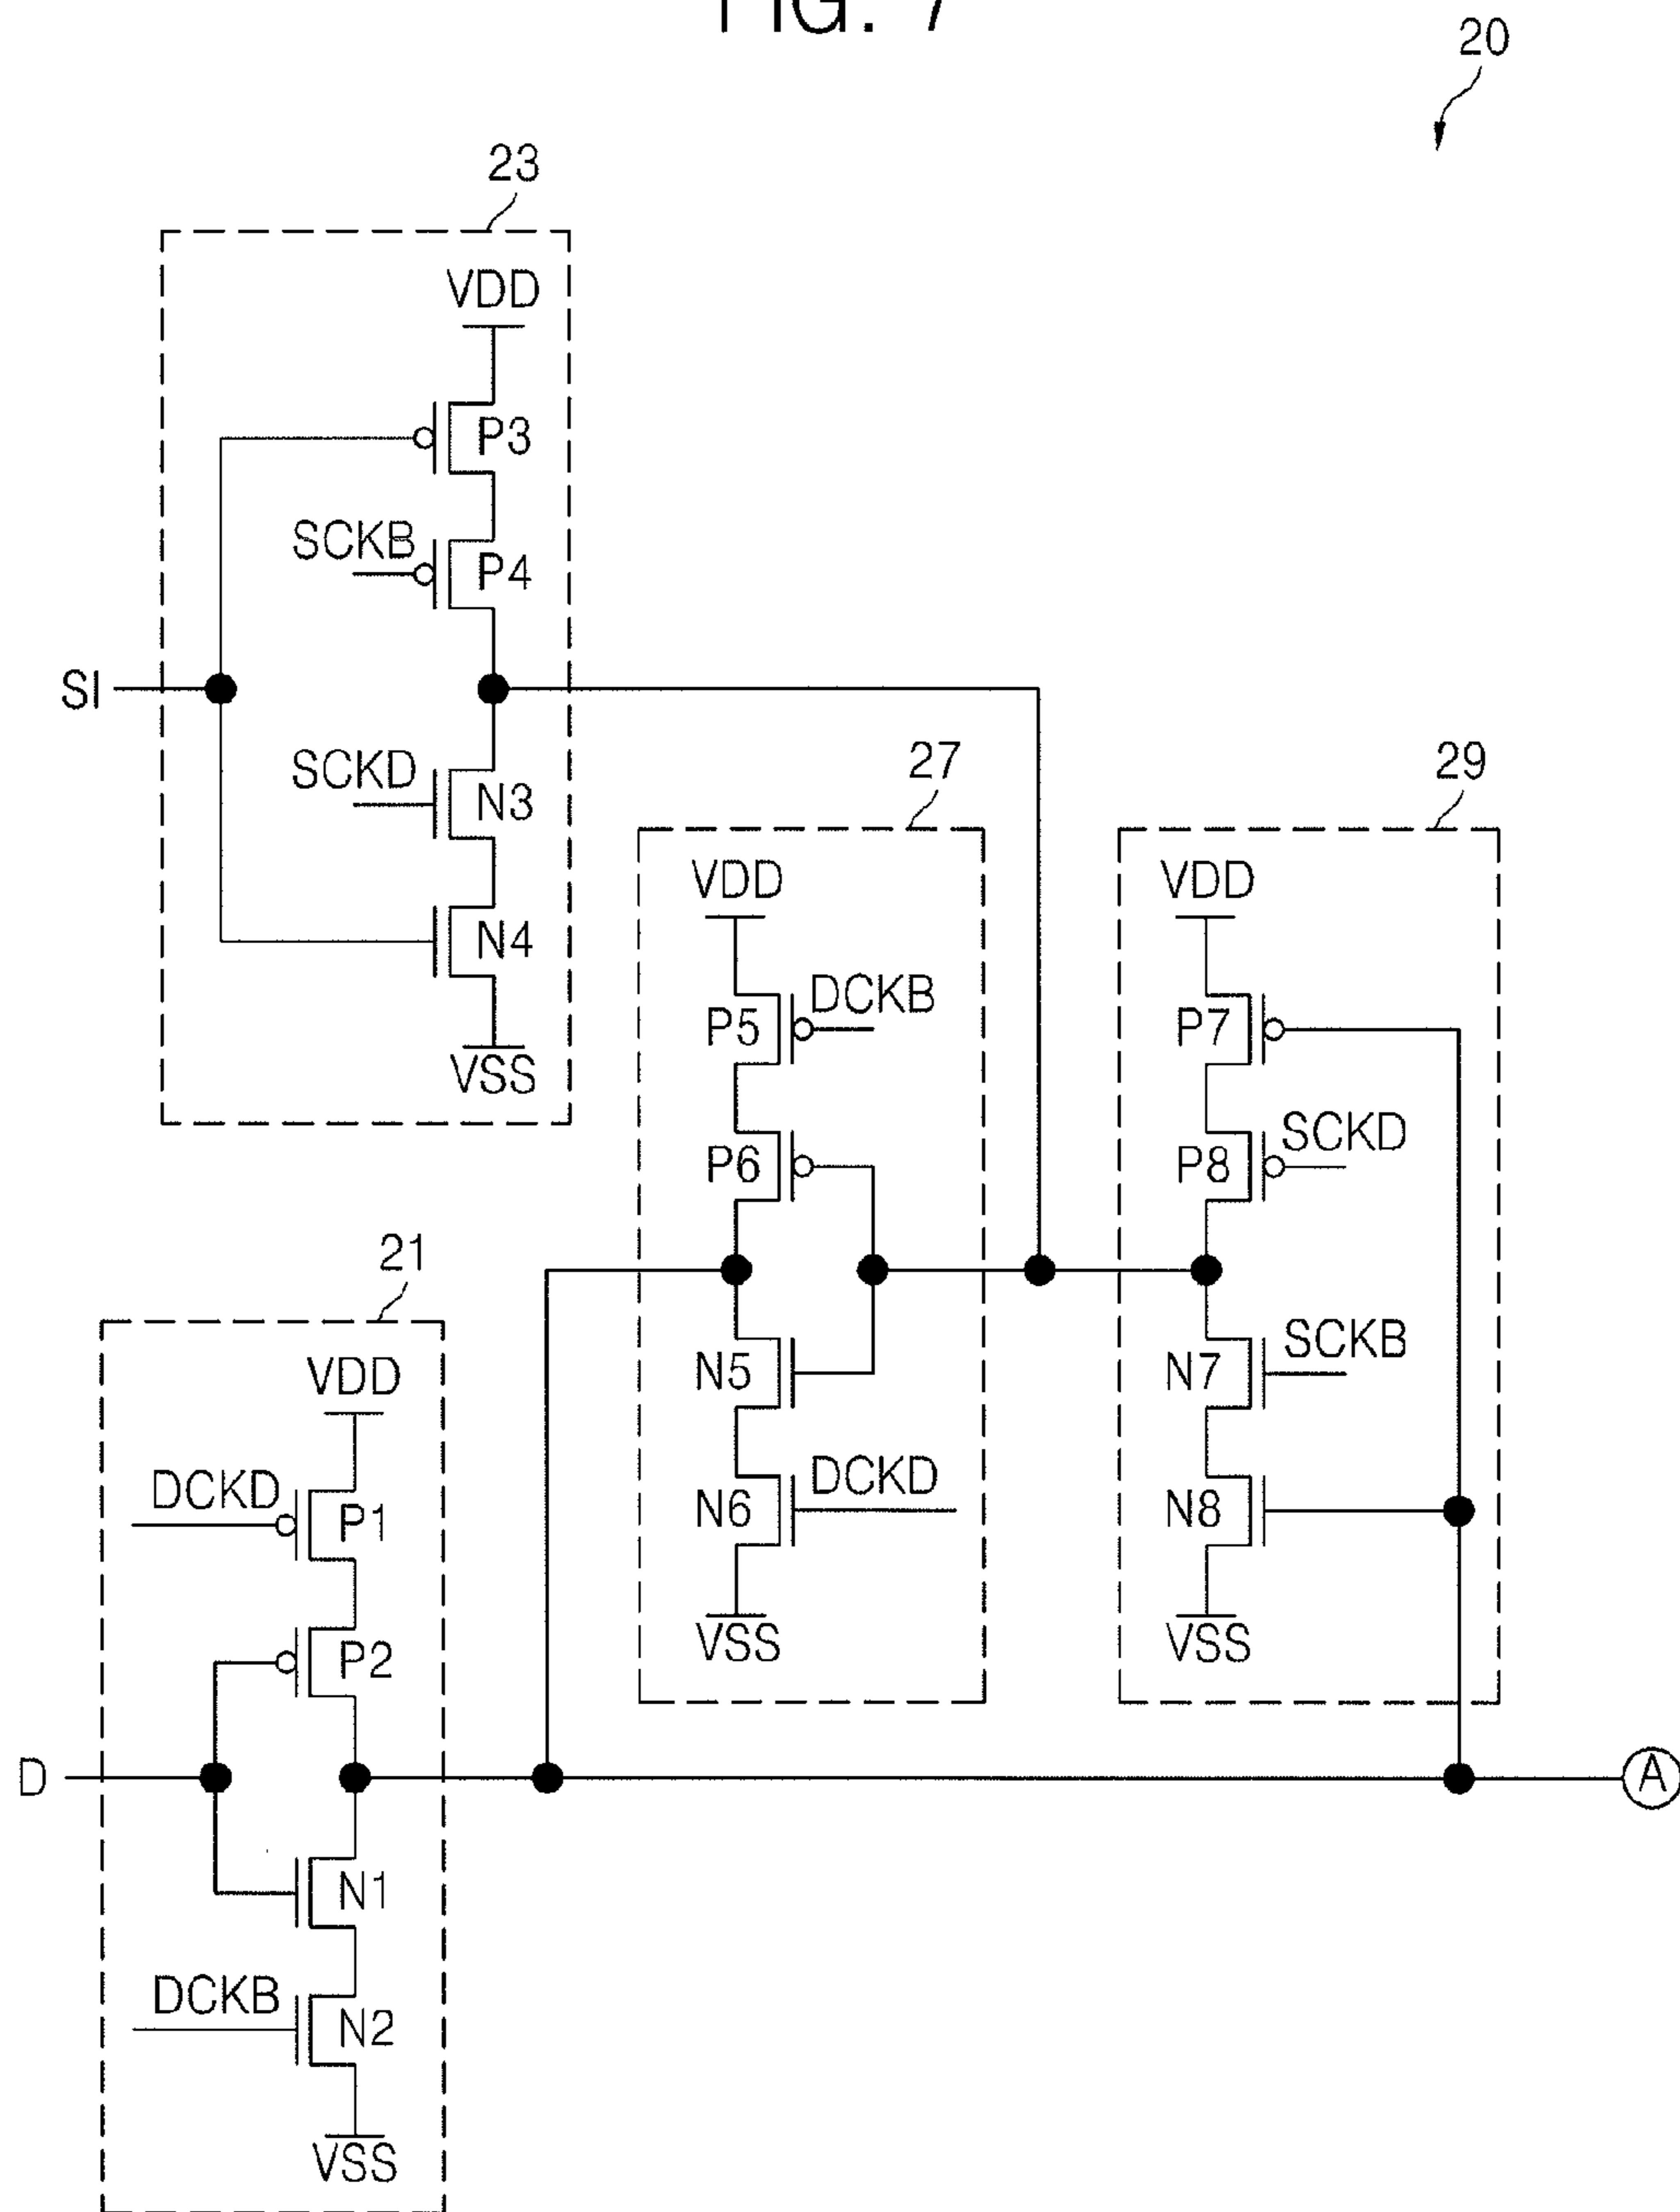 FIG. 7
20
23
VDD
P3
SCKB
P4
SI
SCKD
N3
N4
VSS
27
VDD
DCKB
P5
P6
N5
DCKD
N6
VSS
29
VDD
P7
SCKD
P8
SCKB
N7
N8
VSS
21
VDD
DCKD
P1
P2
D
N1
DCKB
N2
VSS
A